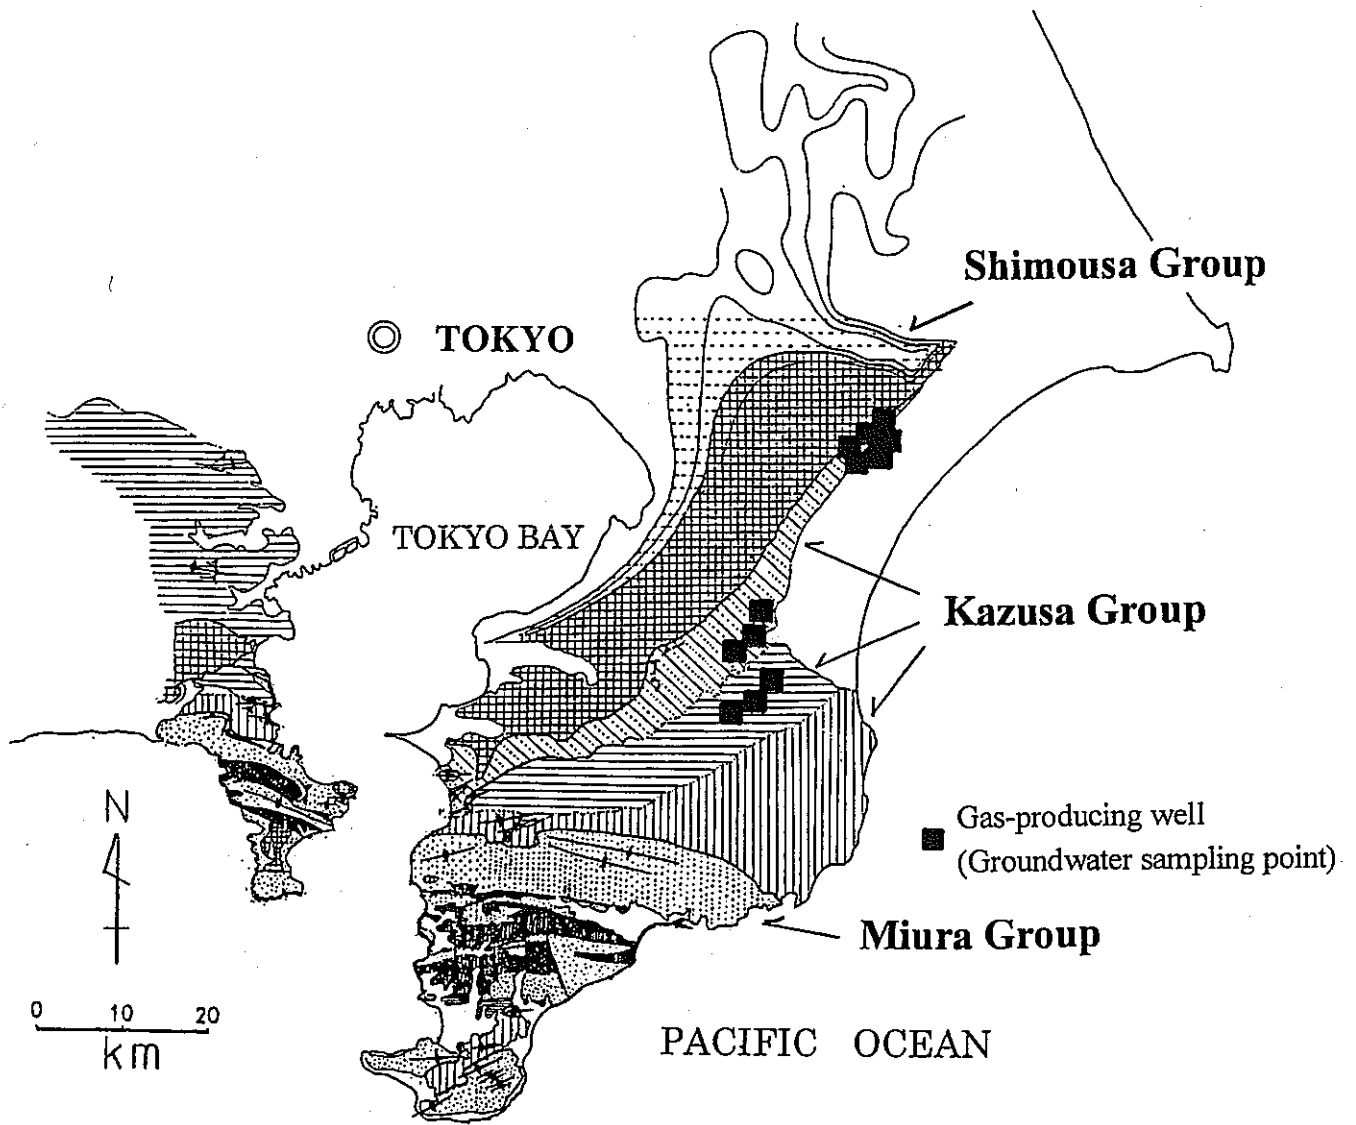 Shimousa Group
TOKYO
TOKYO BAY
Kazusa Group
N
Gas-producing well
(Groundwater sampling point)
Miura Group
0 10 20
km
PACIFIC OCEAN